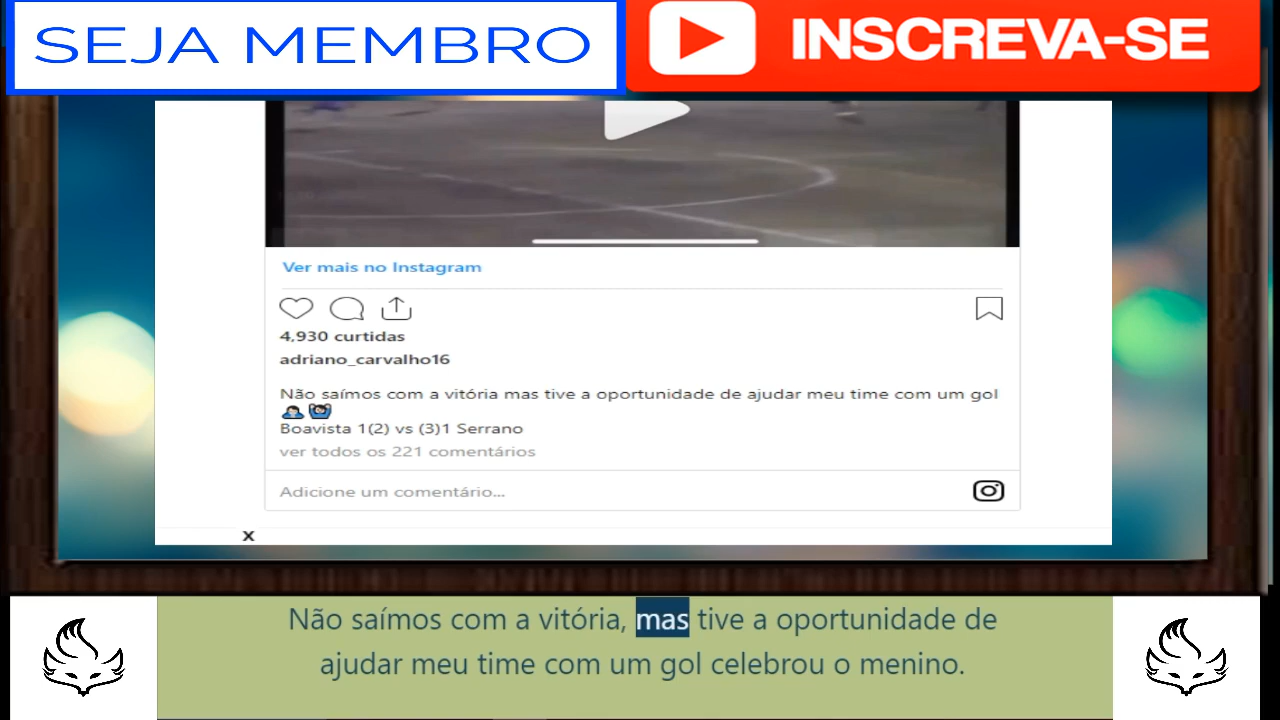 SEJA MEMBRO
INSCREVA-SE
Ver mais no Instagram
4,930 curtidas
adriano_carvalho16
Não saímos com a vitória mas tive a oportunidade de ajudar meu time com um gol
🤷🏻‍♂️🙆🏻‍♂️
Boavista 1(2) vs (3)1 Serrano
ver todos os 221 comentários
Adicione um comentário...
x
Não saímos com a vitória, mas tive a oportunidade de
ajudar meu time com um gol celebrou o menino.